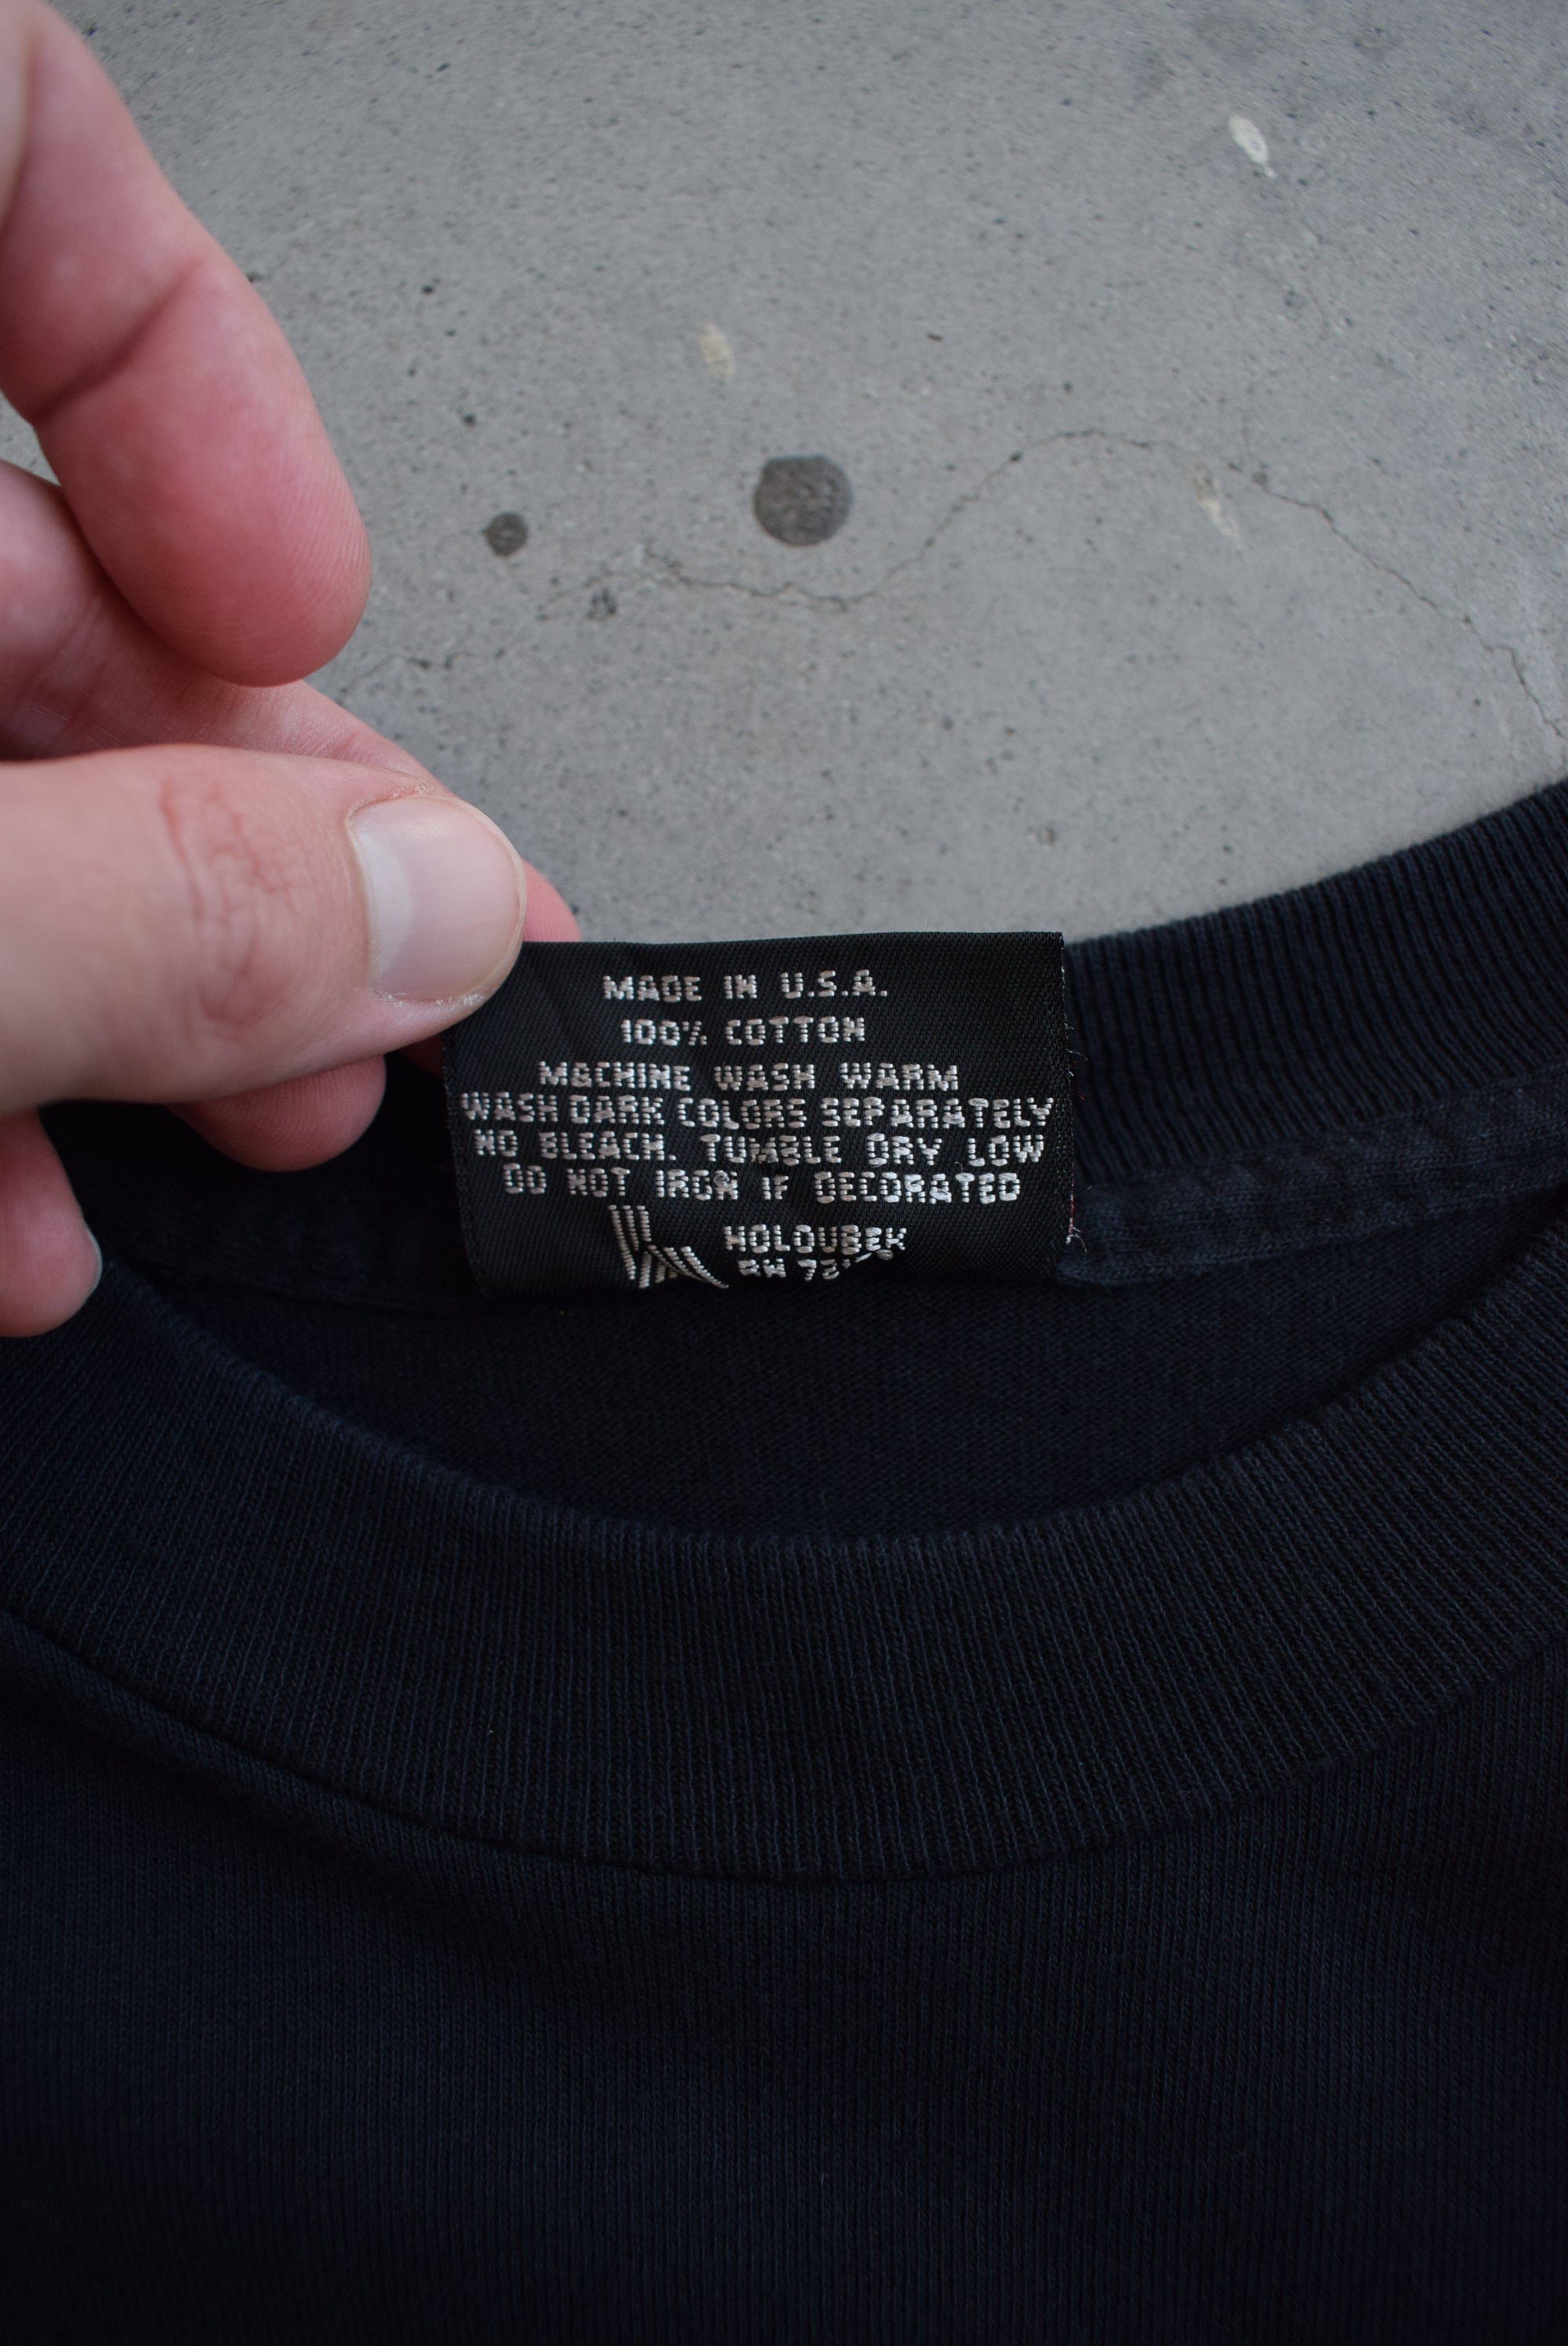 MADE IN U.S.A.
100% COTTON
MACHINE WASH WARM
WASH DARK COLORS SEPARATELY
NO BLEACH. TUMBLE DRY LOW
DO NOT IRON IF DECORATED
HOLOUBEK
RN